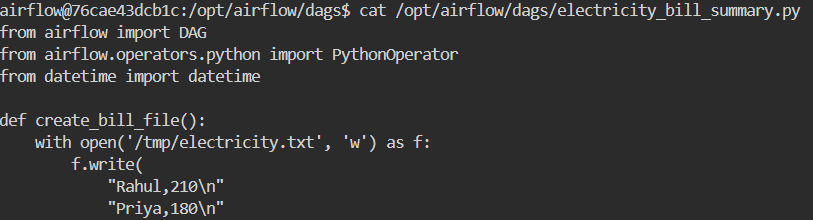 airflow@76cae43dcb1c:/opt/airflow/dags$ cat /opt/airflow/dags/electricity_bill_summary.py
from airflow import DAG
from airflow.operators.python import PythonOperator
from datetime import datetime

def create_bill_file():
    with open('/tmp/electricity.txt', 'w') as f:
        f.write(
            "Rahul,210\n"
            "Priya,180\n"